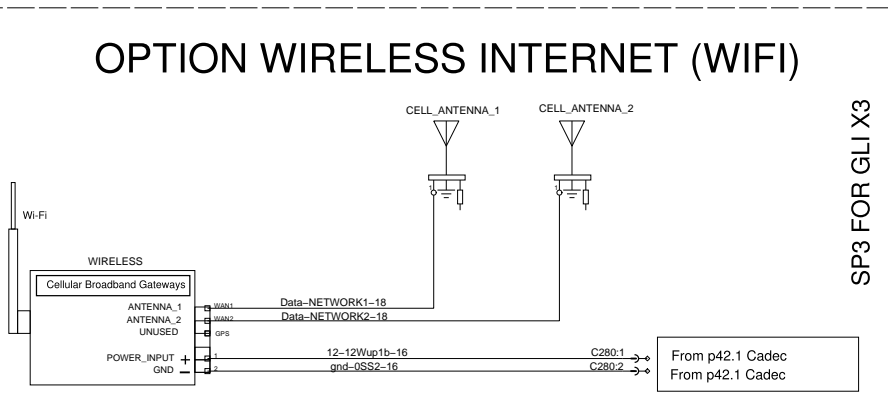 OPTION WIRELESS INTERNET (WIFI)
CELL_ANTENNA_1
CELL_ANTENNA_2
SP3 FOR GLI X3
1
1
Wi-Fi
WIRELESS
Cellular Broadband Gateways
ANTENNA_1
WAN1
Data-NETWORK1-18
ANTENNA_2
WAN2
Data-NETWORK2-18
UNUSED
GPS
POWER_INPUT +
1
12-12Wup1b-16
C280:1
From p42.1 Cadec
GND -
2
gnd-0SS2-16
C280:2
From p42.1 Cadec